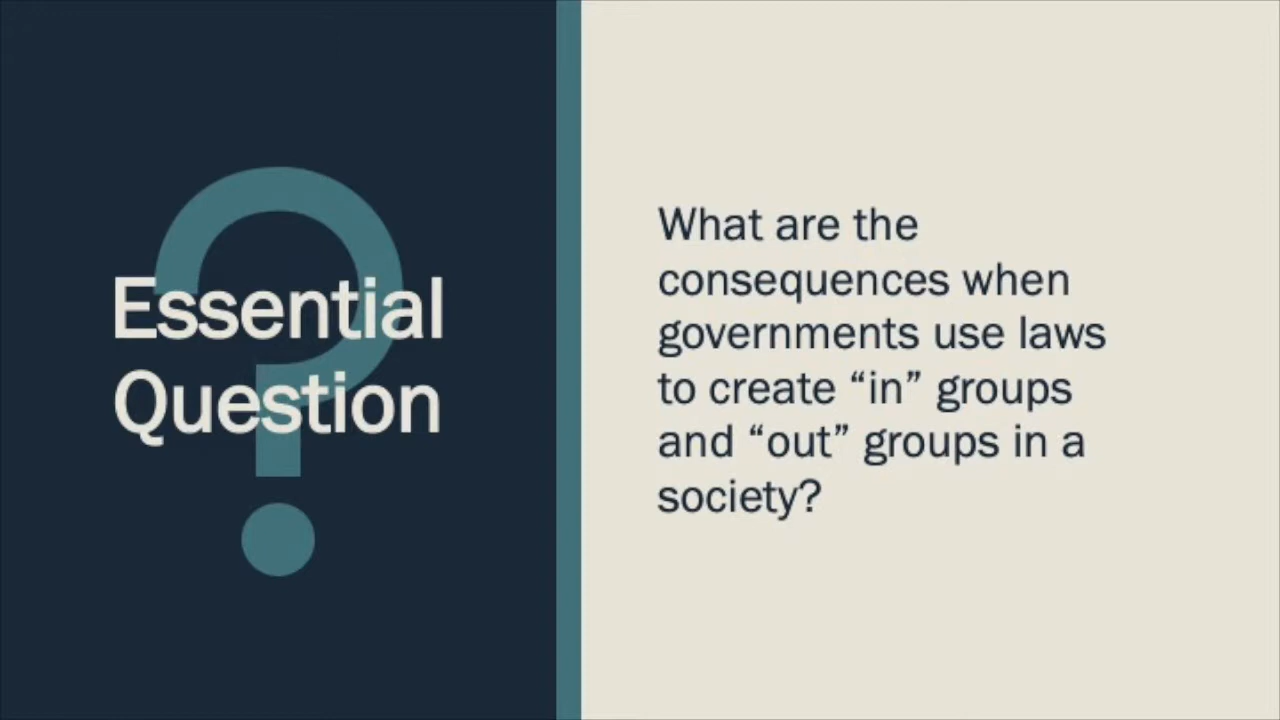 Essential
Question
What are the
consequences when
governments use laws
to create “in” groups
and “out” groups in a
society?